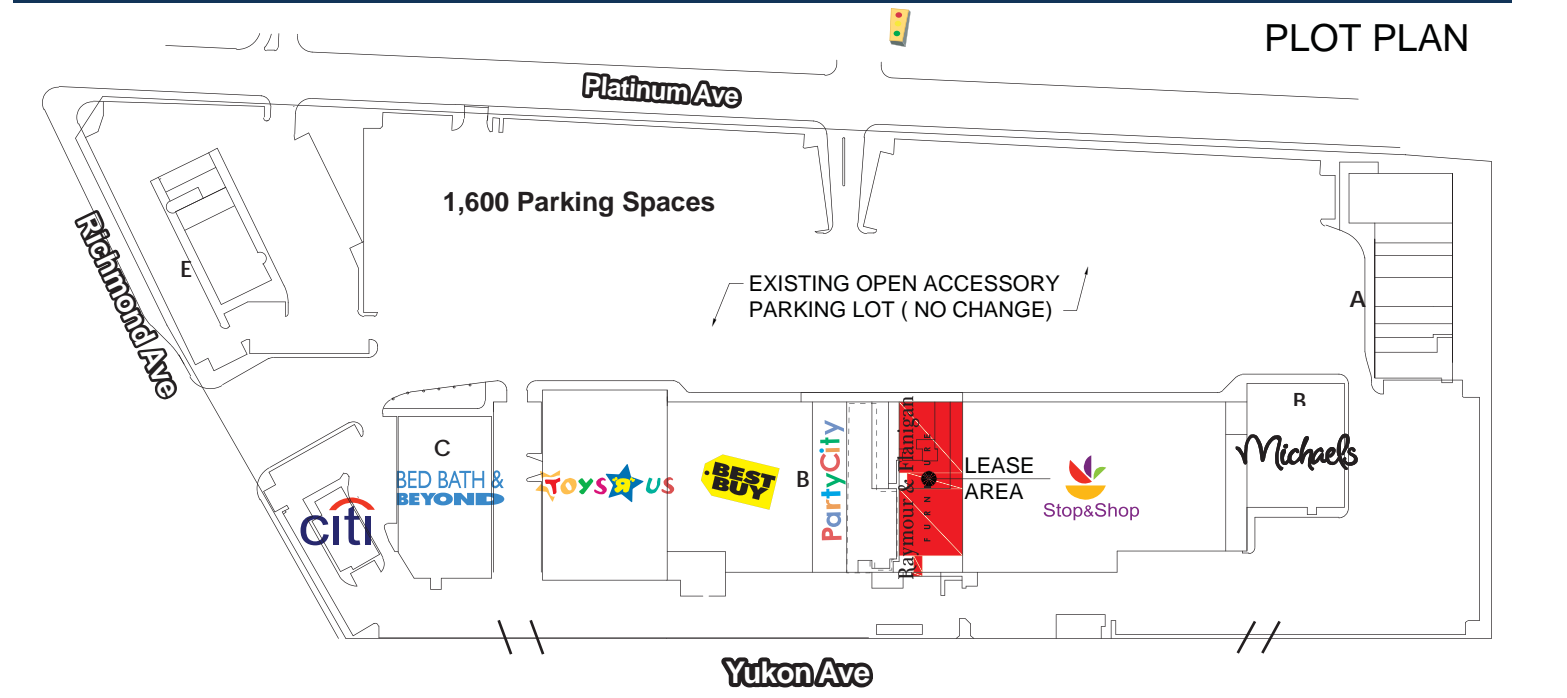 PLOT PLAN
Platinum Ave
1,600 Parking Spaces
Richmond Ave
E
EXISTING OPEN ACCESSORY
PARKING LOT ( NO CHANGE)
A
B
C
BED BATH &
BEYOND
citi
TOYS R US
BEST
BUY
B
PartyCity
Raymour & Flanigan
FURNITURE
LEASE
AREA
Stop&Shop
Michaels
Yukon Ave